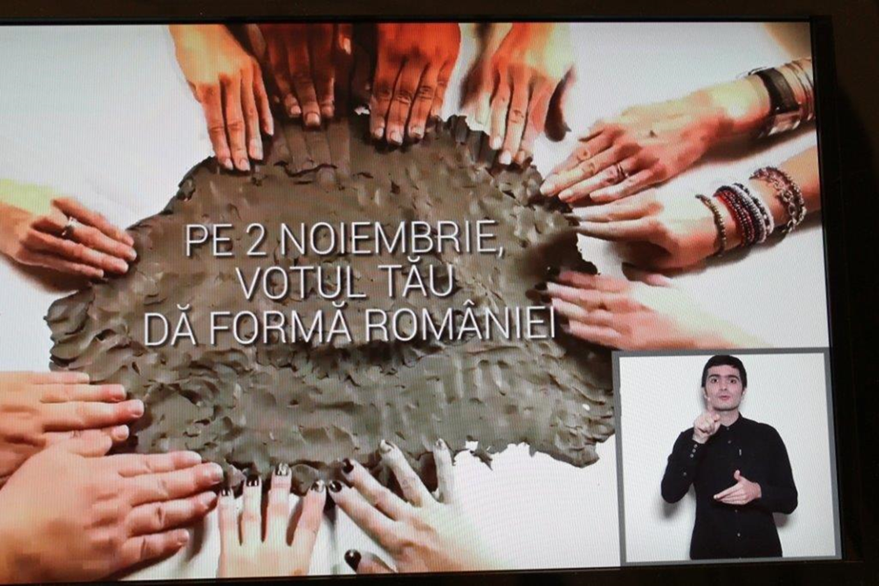 PE 2 NOIEMBRIE,
VOTUL TĂU
DĂ FORMĂ ROMÂNIEI